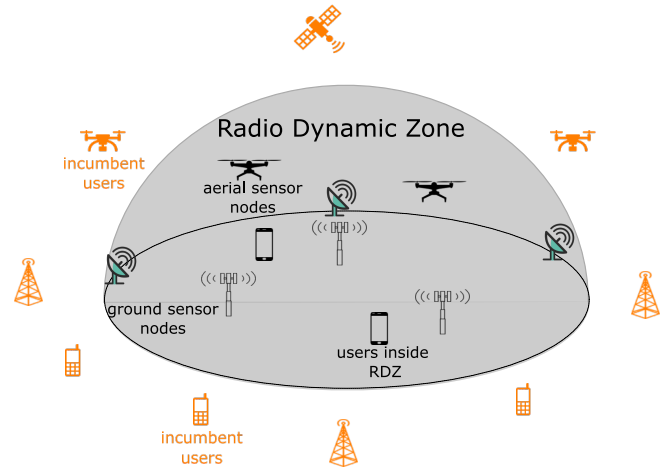 Radio Dynamic Zone
incumbent
users
aerial sensor
nodes
ground sensor
nodes
users inside
RDZ
incumbent
users